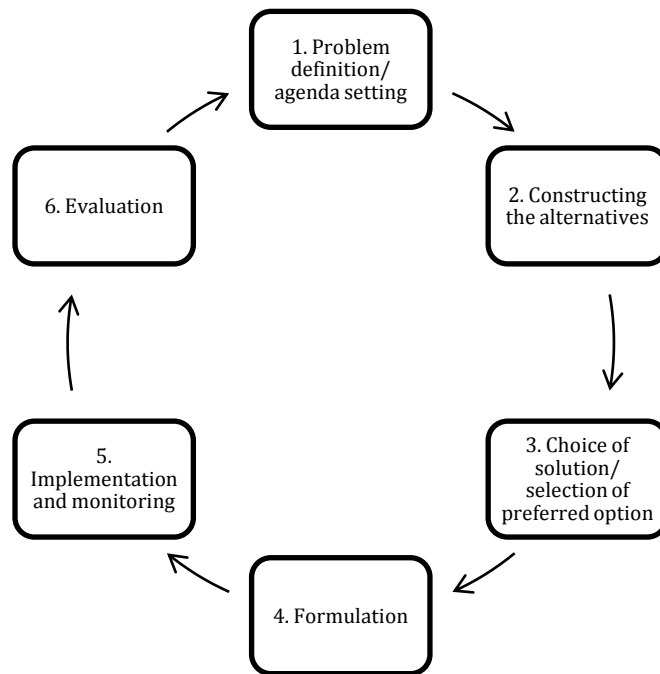 1. Problem
definition/
agenda setting
2. Constructing
the alternatives
3. Choice of
solution/
selection of
preferred option
4. Formulation
5.
Implementation
and monitoring
6. Evaluation